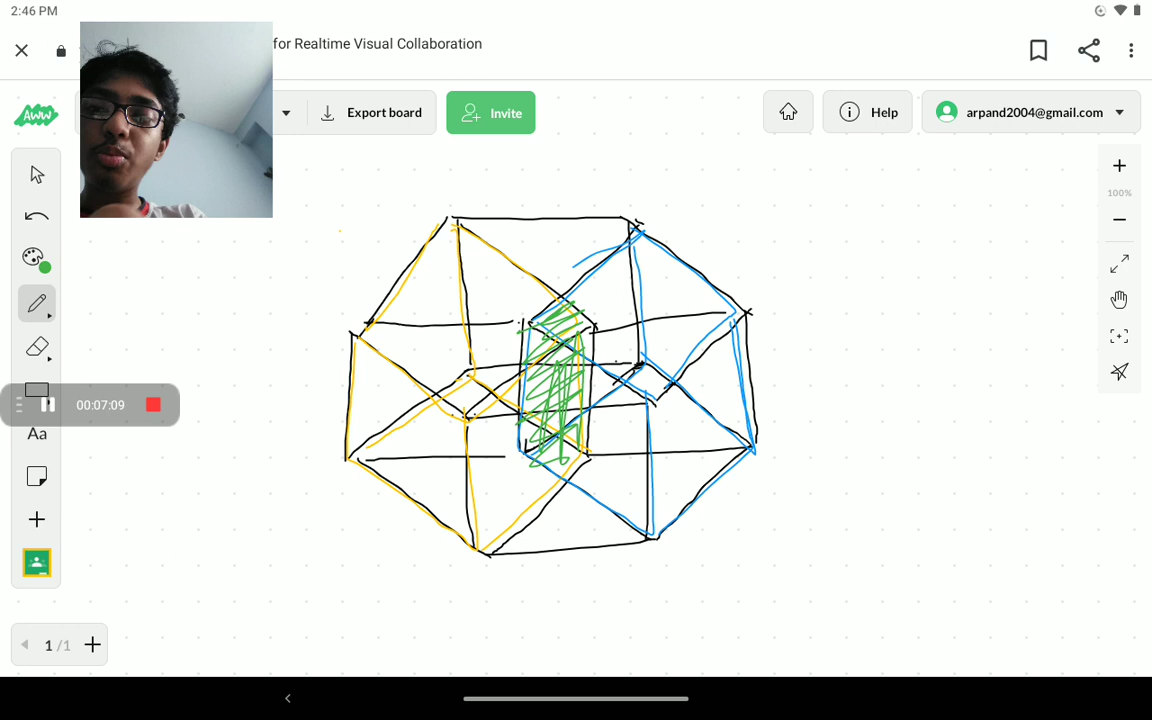 2:46 PM
for Realtime Visual Collaboration
AWW
Export board
Invite
Help
arpand2004@gmail.com
100%
00:07:09
Aa
1 /1